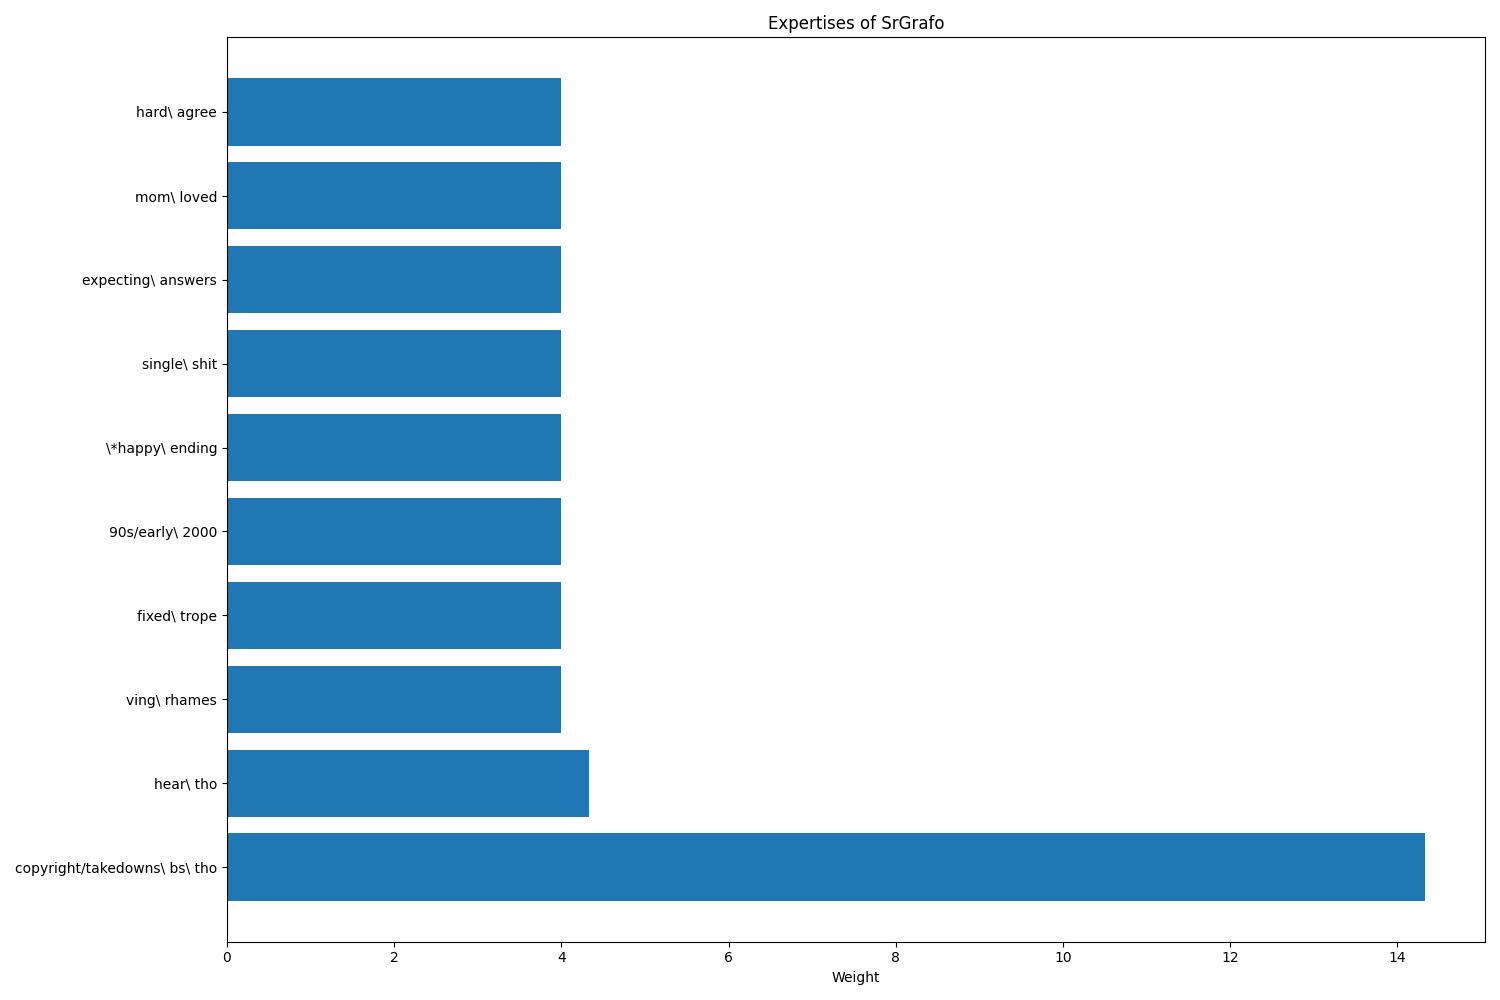 Expertises of SrGrafo
hard\ agree
mom\ loved
expecting\ answers
single\ shit
\*happy\ ending
90s/early\ 2000
fixed\ trope
ving\ rhames
hear\ tho
copyright/takedowns\ bs\ tho
0 2 4 6 8 10 12 14
Weight